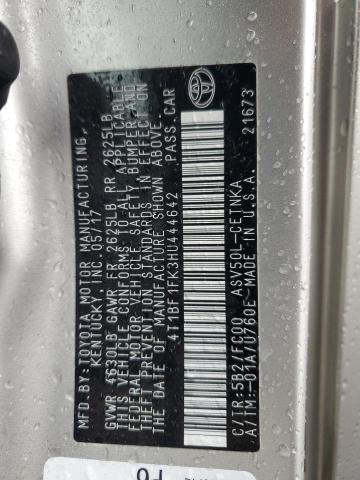 MFD. BY: TOYOTA MOTOR MANUFACTURING,
KENTUCKY, INC. 05/17
GVWR 4630LB GAWR FR 2625LB RR 2625LB
THIS VEHICLE CONFORMS TO ALL APPLICABLE
FEDERAL MOTOR VEHICLE SAFETY, BUMPER, AND
THEFT PREVENTION STANDARDS IN EFFECT ON
THE DATE OF MANUFACTURE SHOWN ABOVE.
4T1BF1FK3HU444642 PASS. CAR
TOYOTA
C/TR:5B2/FC00 ASV50L-CETNKA
A/TM:-01A/U760E MADE IN U.S.A. 21673